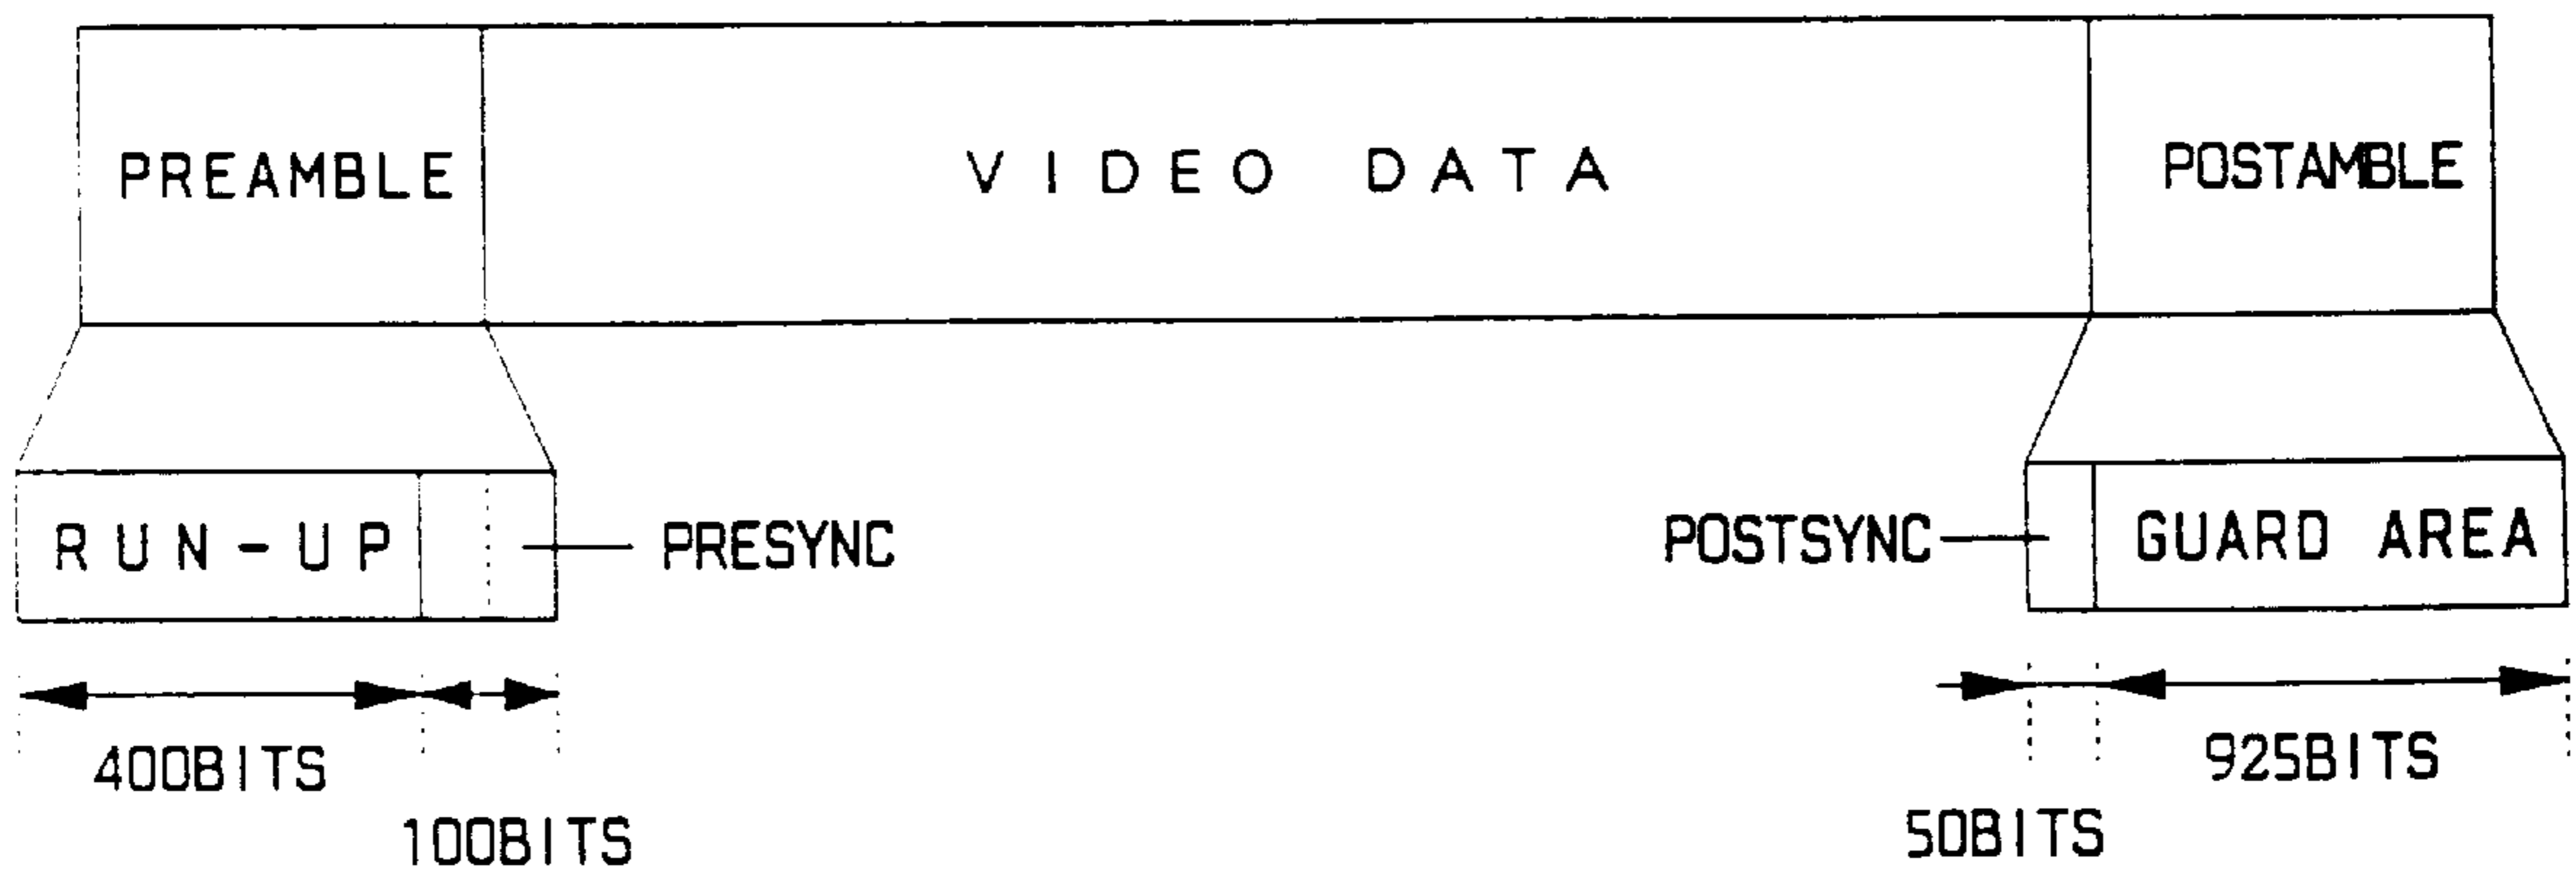 PREAMBLE
VIDEO DATA
POSTAMBLE
RUN-UP
PRESYNC
POSTSYNC
GUARD AREA
400BITS
100BITS
50BITS
925BITS